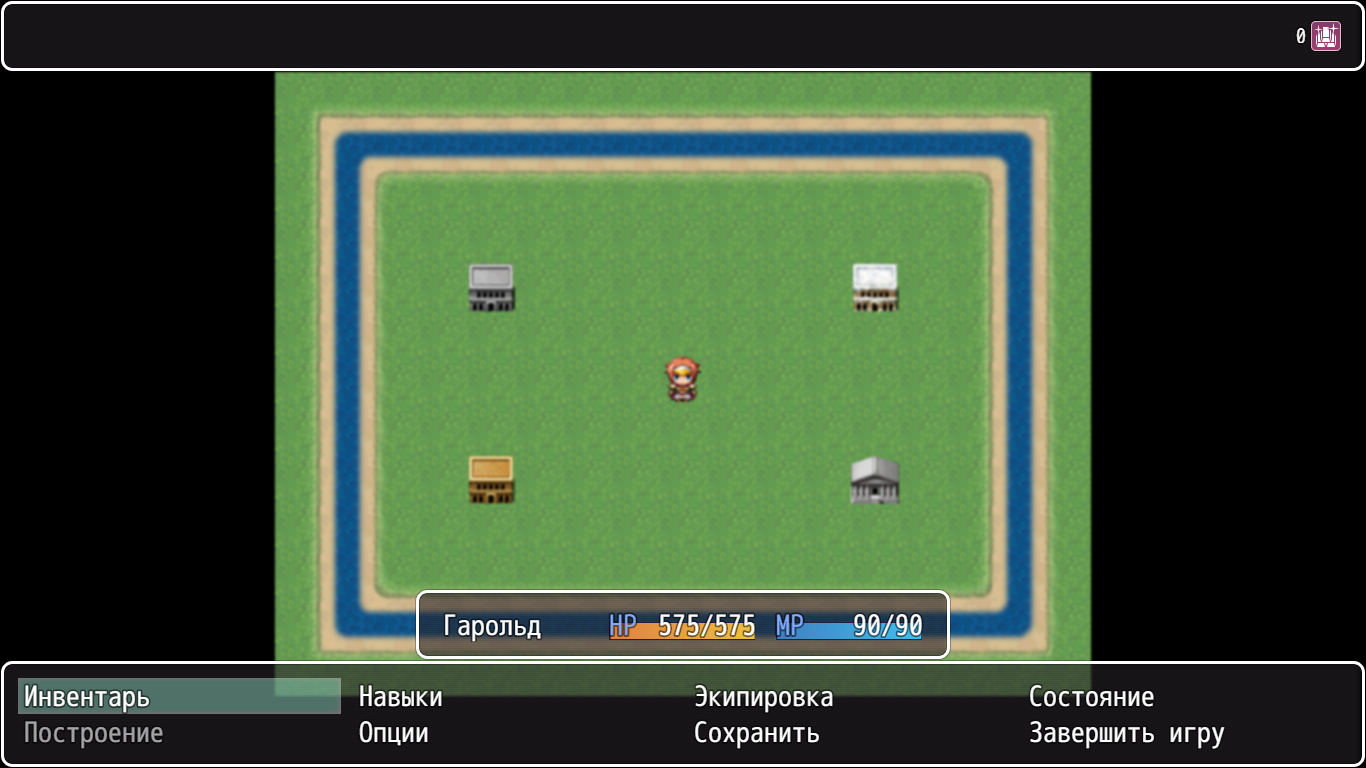 0
Гарольд HP 575/575 MP 90/90
Инвентарь Навыки Экипировка Состояние
Построение Опции Сохранить Завершить игру